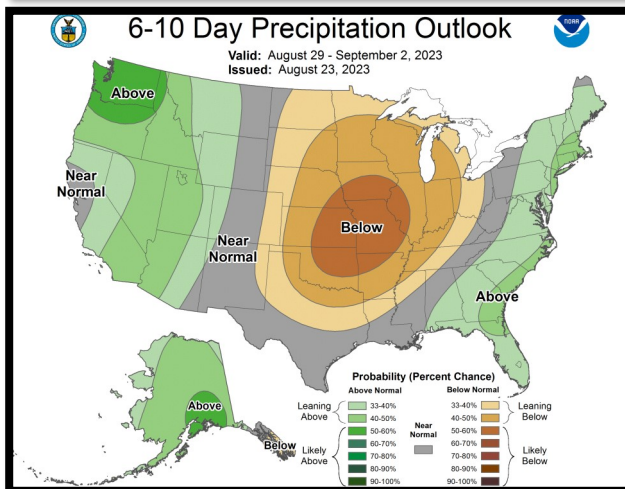 6-10 Day Precipitation Outlook
NOAA
Valid: August 29 - September 2, 2023
Issued: August 23, 2023
Above
Near
Normal
Near
Normal
Below
Above
Above
Below
Probability (Percent Chance)
Above Normal
Below Normal
Leaning
Above
33-40%
40-50%
Likely
Above
50-60%
60-70%
70-80%
80-90%
90-100%
Near
Normal
33-40%
40-50%
Leaning
Below
50-60%
60-70%
70-80%
80-90%
90-100%
Likely
Below